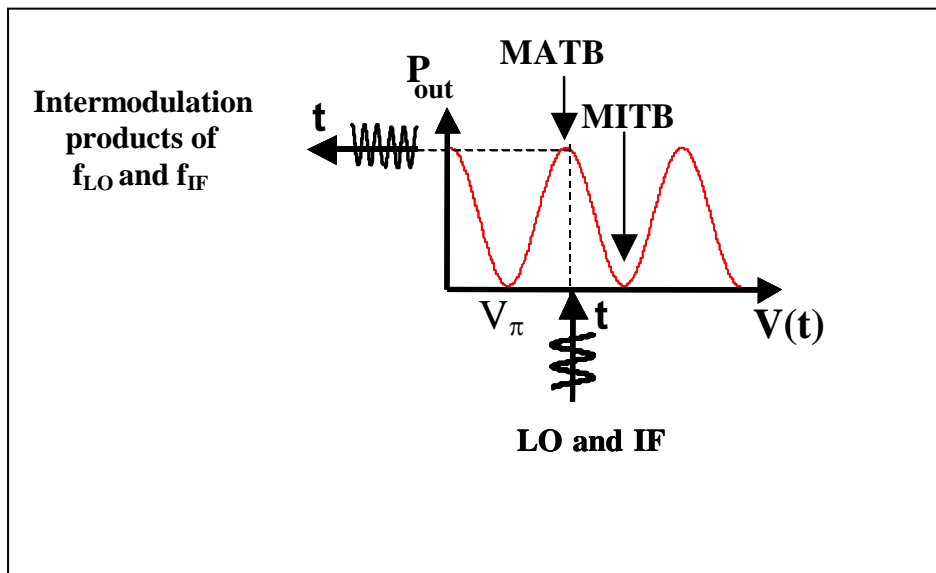 MATB
P_out
MITB
Intermodulation
products of
f_LO and f_IF
t
V_π
t
V(t)
LO and IF